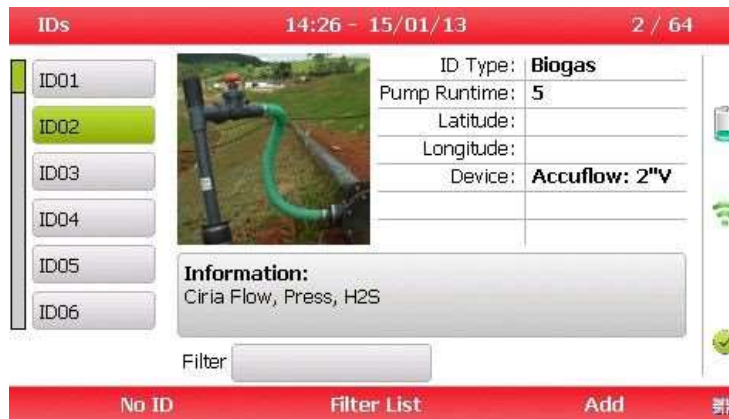 IDs 14:26 - 15/01/13 2 / 64
ID01
ID02
ID03
ID04
ID05
ID06
ID Type: Biogas
Pump Runtime: 5
Latitude:
Longitude:
Device: Accuflow: 2"V
Information:
Ciria Flow, Press, H2S
Filter
No ID Filter List Add